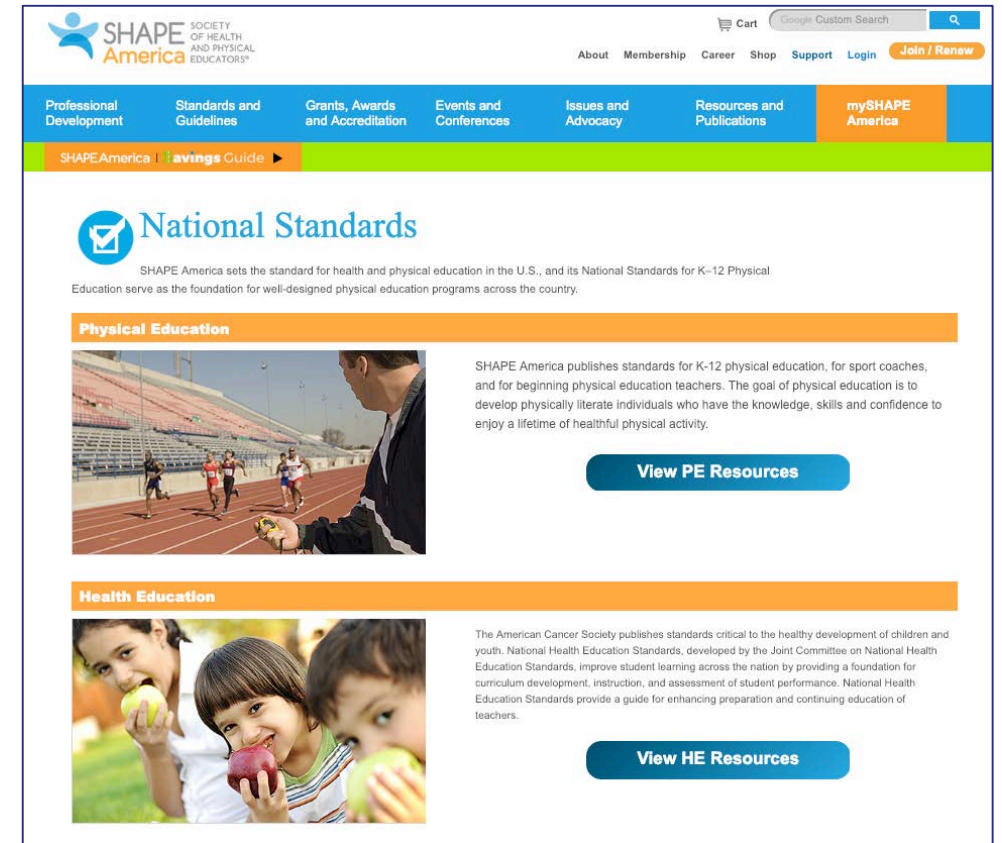 SHAPE America
SOCIETY
OF HEALTH
AND PHYSICAL
EDUCATORS®
Cart Google Custom Search
About Membership Career Shop Support Login Join / Renew
Professional Development
Standards and Guidelines
Grants, Awards and Accreditation
Events and Conferences
Issues and Advocacy
Resources and Publications
mySHAPE America
SHAPE America avings Guide
National Standards
SHAPE America sets the standard for health and physical education in the U.S., and its National Standards for K–12 Physical
Education serve as the foundation for well-designed physical education programs across the country.
Physical Education
SHAPE America publishes standards for K-12 physical education, for sport coaches,
and for beginning physical education teachers. The goal of physical education is to
develop physically literate individuals who have the knowledge, skills and confidence to
enjoy a lifetime of healthful physical activity.
View PE Resources
Health Education
The American Cancer Society publishes standards critical to the healthy development of children and
youth. National Health Education Standards, developed by the Joint Committee on National Health
Education Standards, improve student learning across the nation by providing a foundation for
curriculum development, instruction, and assessment of student performance. National Health
Education Standards provide a guide for enhancing preparation and continuing education of
teachers.
View HE Resources